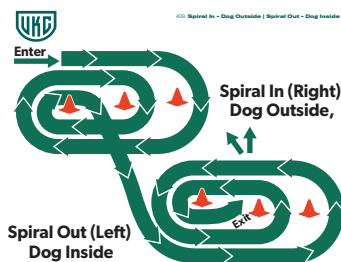 UKC
403. Spiral In – Dog Outside | Spiral Out – Dog Inside
Enter
Spiral In (Right)
Dog Outside,
Exit
Spiral Out (Left)
Dog Inside